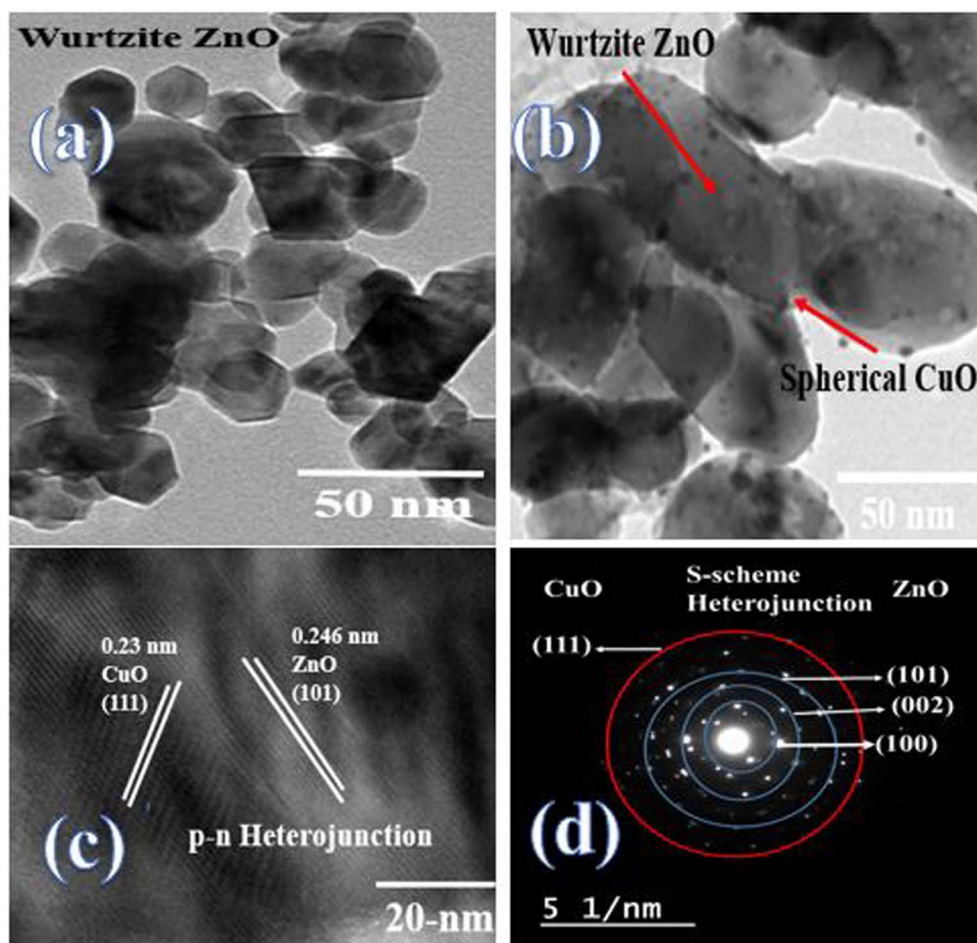 Wurtzite ZnO
(a)
50 nm
Wurtzite ZnO
(b)
Spherical CuO
50 nm
0.23 nm
CuO
(111)
0.246 nm
ZnO
(101)
(c)
p-n Heterojunction
20-nm
CuO
S-scheme
Heterojunction
ZnO
(111)
(101)
(002)
(100)
(d)
5 1/nm